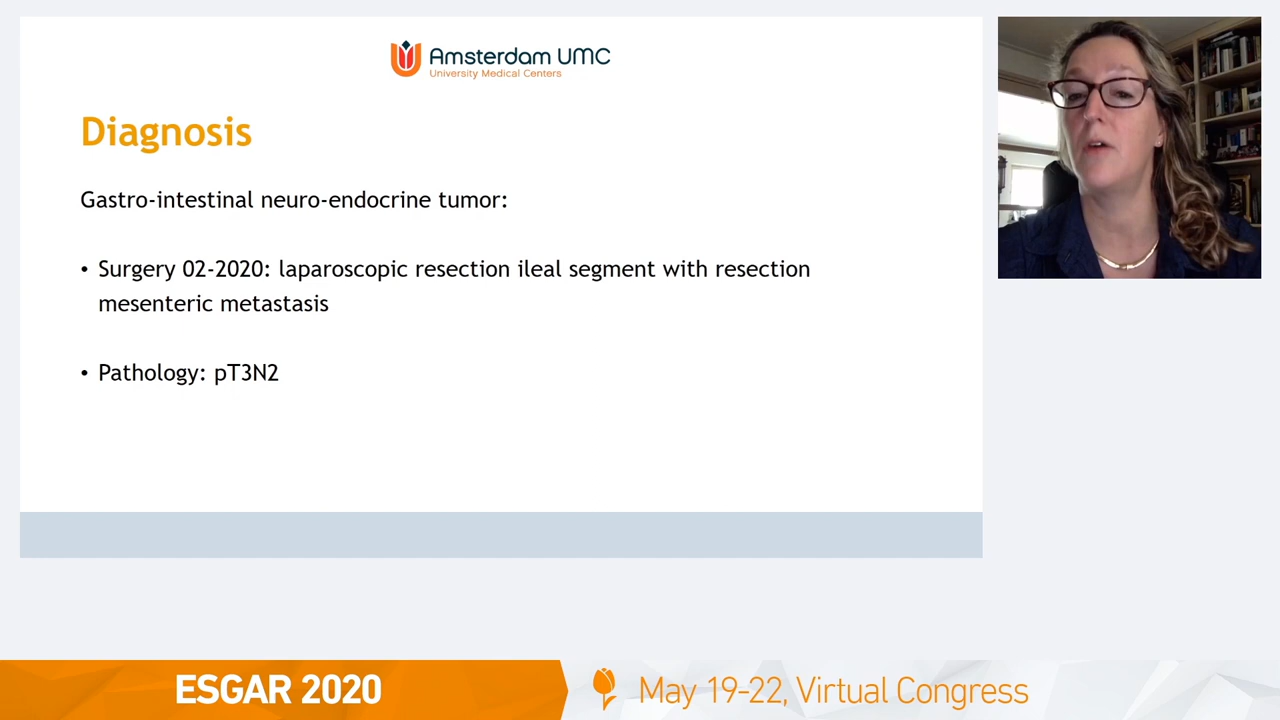 Amsterdam UMC
University Medical Centers
Diagnosis
Gastro-intestinal neuro-endocrine tumor:
• Surgery 02-2020: laparoscopic resection ileal segment with resection
mesenteric metastasis
• Pathology: pT3N2
ESGAR 2020
May 19-22, Virtual Congress